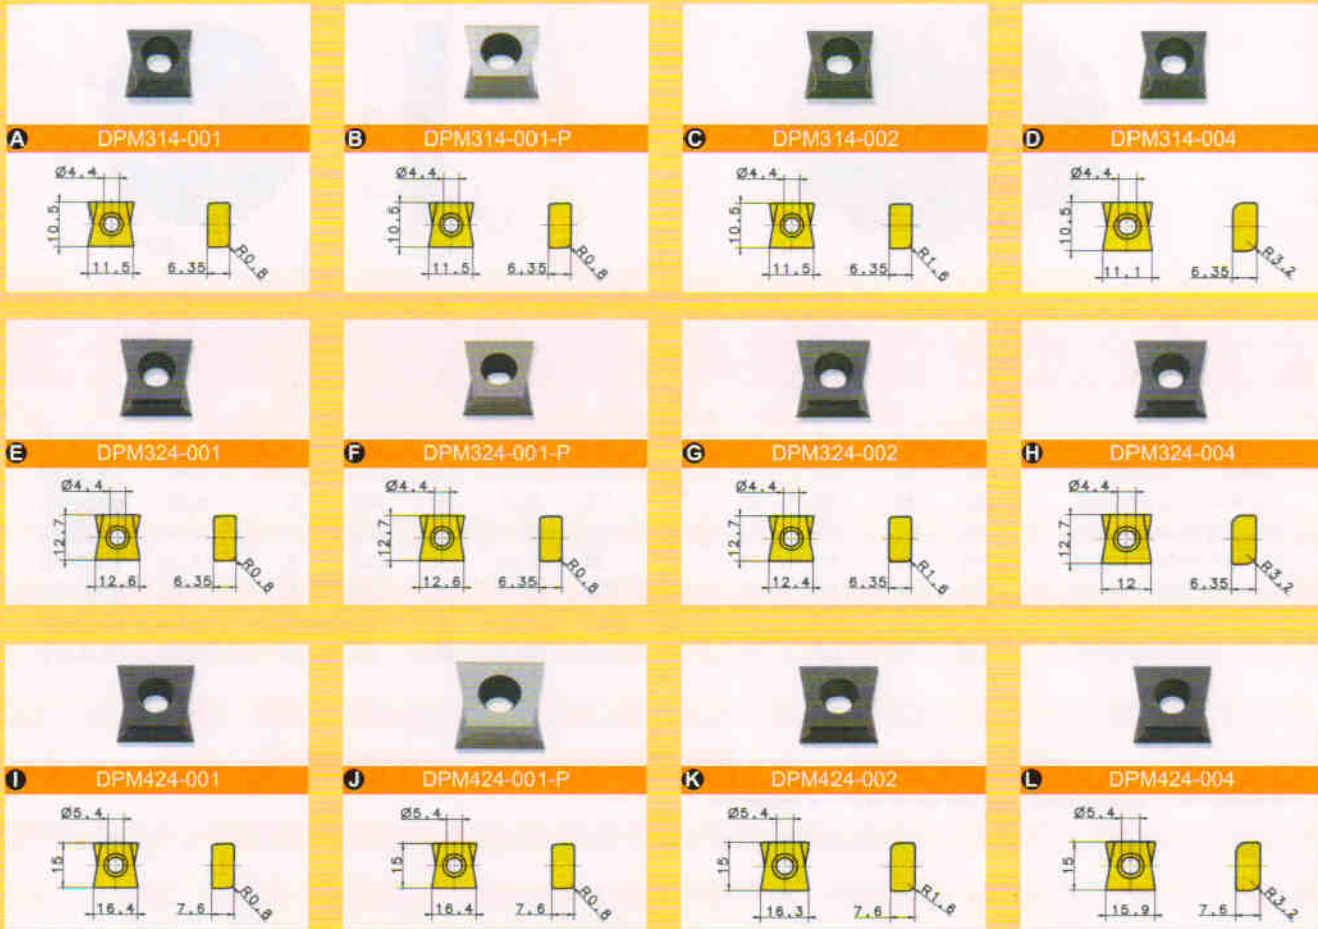 A DPM314-001
B DPM314-001-P
C DPM314-002
D DPM314-004
Ø4.4
10.5
11.5
6.35
R0.8
Ø4.4
10.5
11.5
6.35
R0.8
Ø4.4
10.5
11.5
6.35
R1.6
Ø4.4
10.5
11.1
6.35
R3.2
E DPM324-001
F DPM324-001-P
G DPM324-002
H DPM324-004
Ø4.4
12.7
12.6
6.35
R0.8
Ø4.4
12.7
12.6
6.35
R0.8
Ø4.4
12.7
12.4
6.35
R1.6
Ø4.4
12.7
12
6.35
R3.2
I DPM424-001
J DPM424-001-P
K DPM424-002
L DPM424-004
Ø5.4
15
16.4
7.6
R0.8
Ø5.4
15
16.4
7.6
R0.8
Ø5.4
15
16.3
7.6
R1.6
Ø5.4
15
15.9
7.6
R3.2